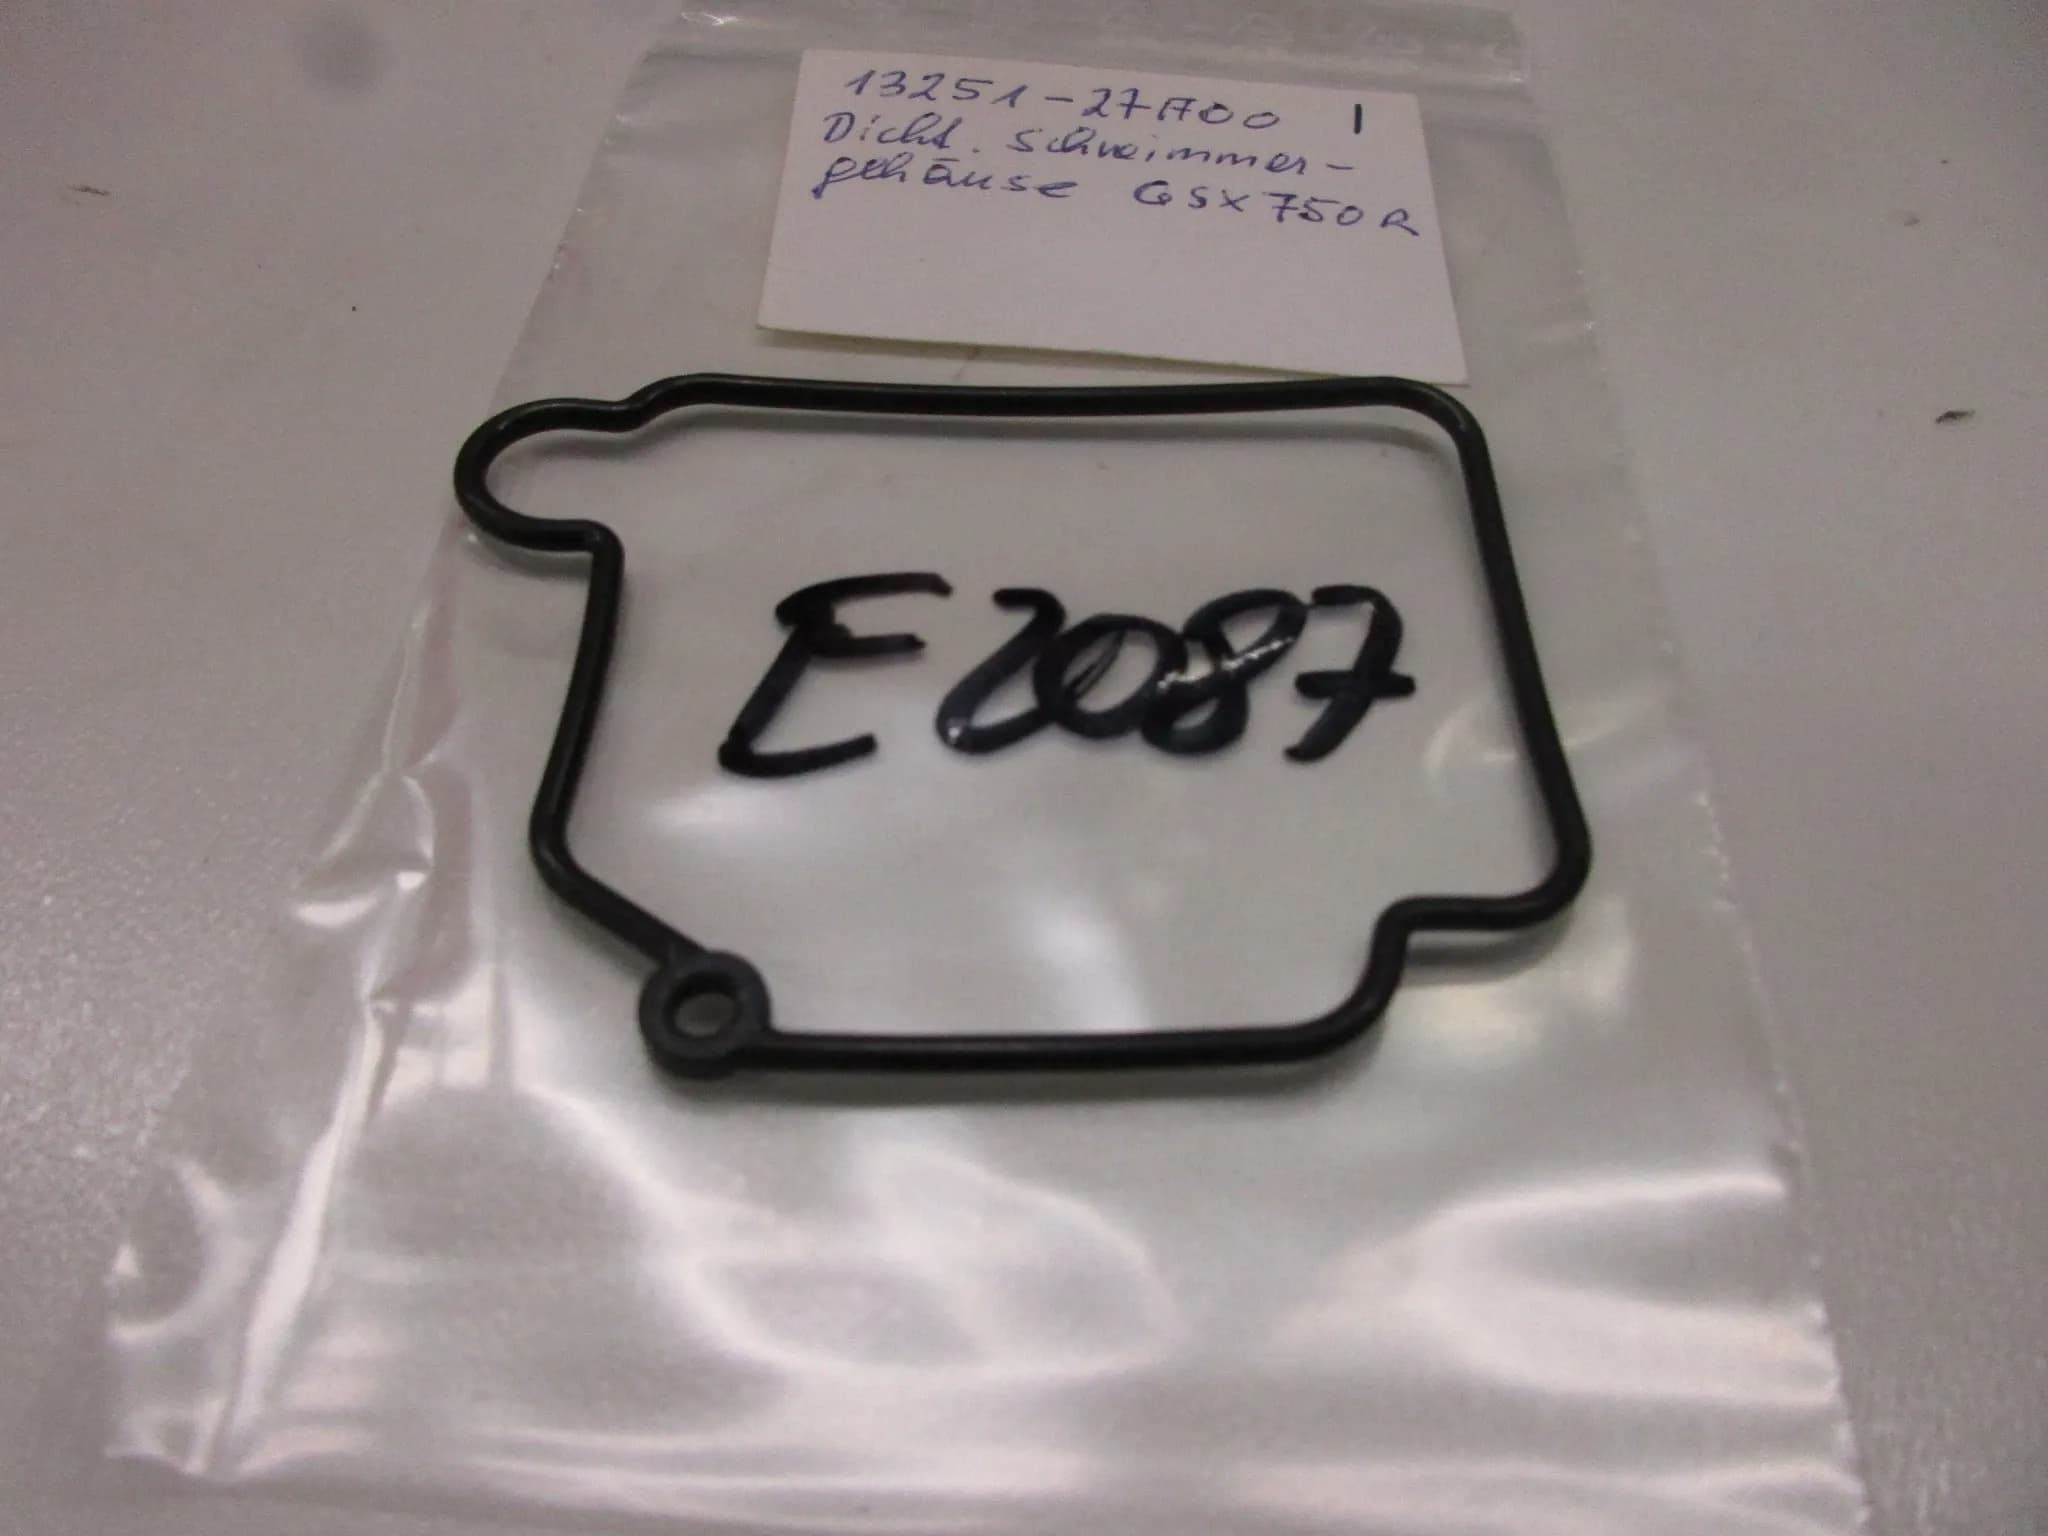 13251-27A00 1
Dicht. Schwimmer-
gehäuse GSX750R
E2087